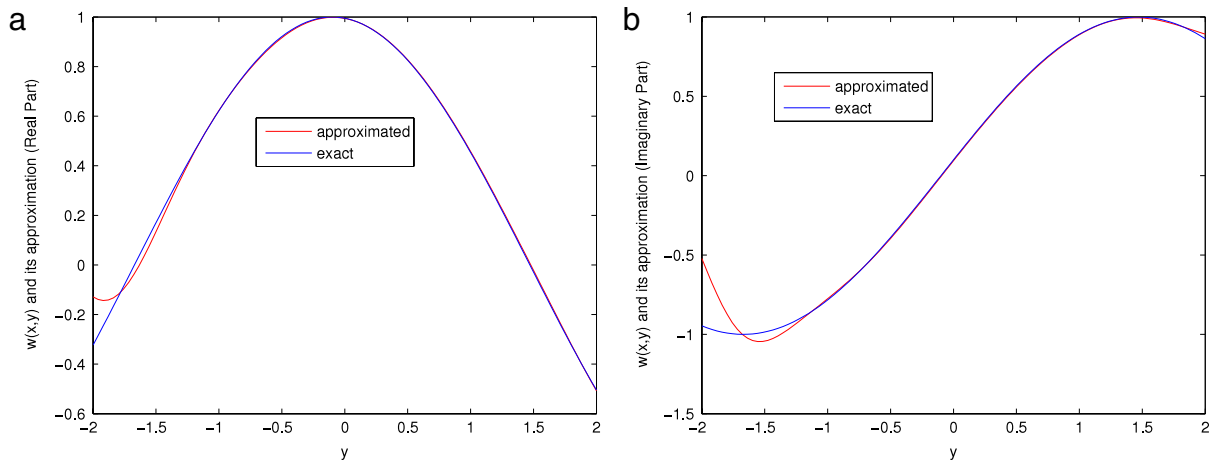 a
w(x,y) and its approximation (Real Part)
1
0.8
0.6
0.4
0.2
0
−0.2
−0.4
−0.6
approximated
exact
−2 −1.5 −1 −0.5 0 0.5 1 1.5 2
y
b
w(x,y) and its approximation (Imaginary Part)
1
0.5
0
−0.5
−1
−1.5
approximated
exact
−2 −1.5 −1 −0.5 0 0.5 1 1.5 2
y